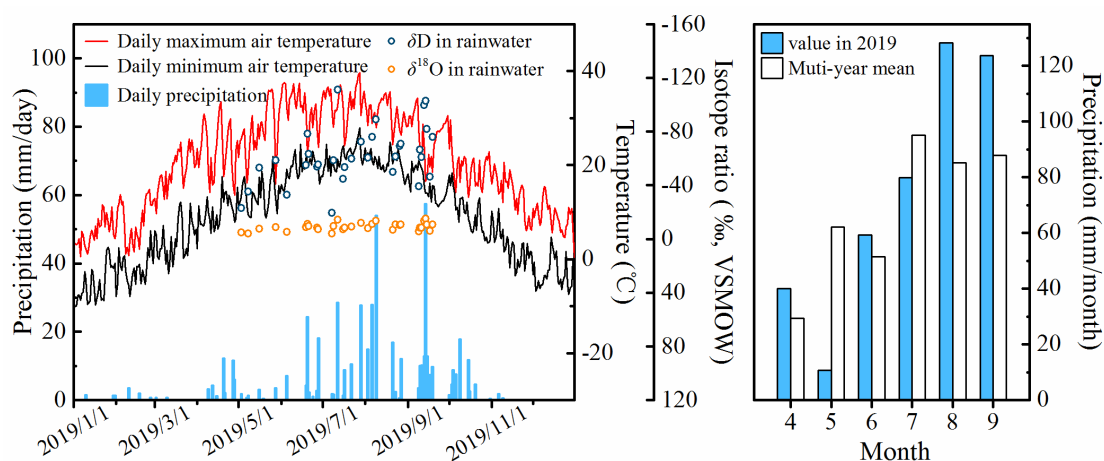 Daily maximum air temperature
Daily minimum air temperature
Daily precipitation
δD in rainwater
δ18O in rainwater
Precipitation (mm/day)
100
80
60
40
20
0
2019/1/1
2019/3/1
2019/5/1
2019/7/1
2019/9/1
2019/11/1
40
20
0
-20
Temperature (℃)
-160
-120
-80
-40
-0
40
80
120
Isotope ratio ( ‰, VSMOW)
value in 2019
Muti-year mean
4 5 6 7 8 9
Month
120
100
80
60
40
20
0
Precipitation (mm/month)